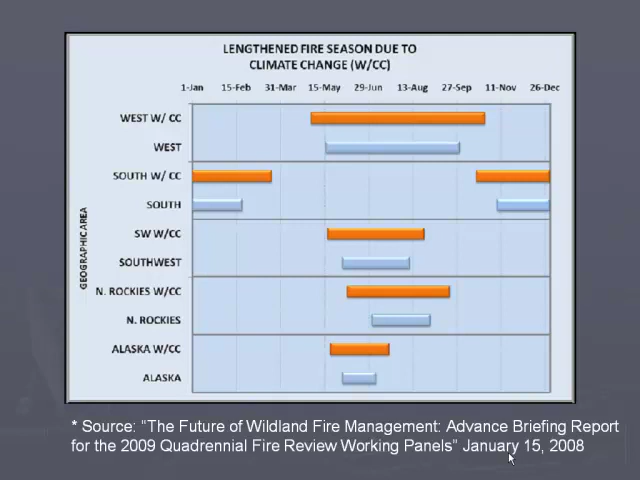 LENGTHENED FIRE SEASON DUE TO
CLIMATE CHANGE (W/CC)
1-Jan 15-Feb 31-Mar 15-May 29-Jun 13-Aug 27-Sep 11-Nov 26-Dec
WEST W/ CC
WEST
SOUTH W/ CC
SOUTH
SW W/CC
SOUTHWEST
N. ROCKIES W/CC
N. ROCKIES
ALASKA W/CC
ALASKA
GEOGRAPHIC AREA
* Source: "The Future of Wildland Fire Management: Advance Briefing Report
for the 2009 Quadrennial Fire Review Working Panels" January 15, 2008